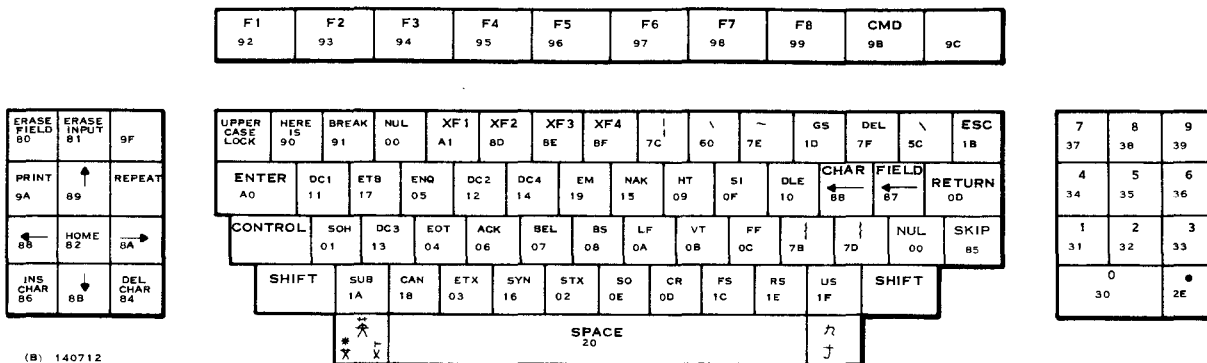 F1 F2 F3 F4 F5 F6 F7 F8 CMD
92 93 94 95 96 97 98 99 9B 9C
ERASE FIELD 80 ERASE INPUT 81 9F
PRINT 9A ↑ 89 REPEAT
← 88 HOME 82 → 8A
INS CHAR 86 ↓ 8B DEL CHAR 84
UPPER CASE LOCK HERE IS 90 BREAK 91 NUL 00 XF1 A1 XF2 8D XF3 8E XF4 8F ¦ 7C \ 60 ~ 7E GS 1D DEL 7F \ 5C ESC 1B
ENTER A0 DC1 11 ETB 17 ENQ 05 DC2 12 DC4 14 EM 19 NAK 15 HT 09 SI 0F DLE 10 CHAR ← 88 FIELD ← 87 RETURN 0D
CONTROL SOH 01 DC3 13 EOT 04 ACK 06 BEL 07 BS 08 LF 0A VT 0B FF 0C { 7B } 7D NUL 00 SKIP 85
SHIFT SUB 1A CAN 18 ETX 03 SYN 16 STX 02 SO 0E CR 0D FS 1C RS 1E US 1F SHIFT
SPACE 20 カナ
7 37 8 38 9 39
4 34 5 35 6 36
1 31 2 32 3 33
0 30 • 2E
(B) 140712